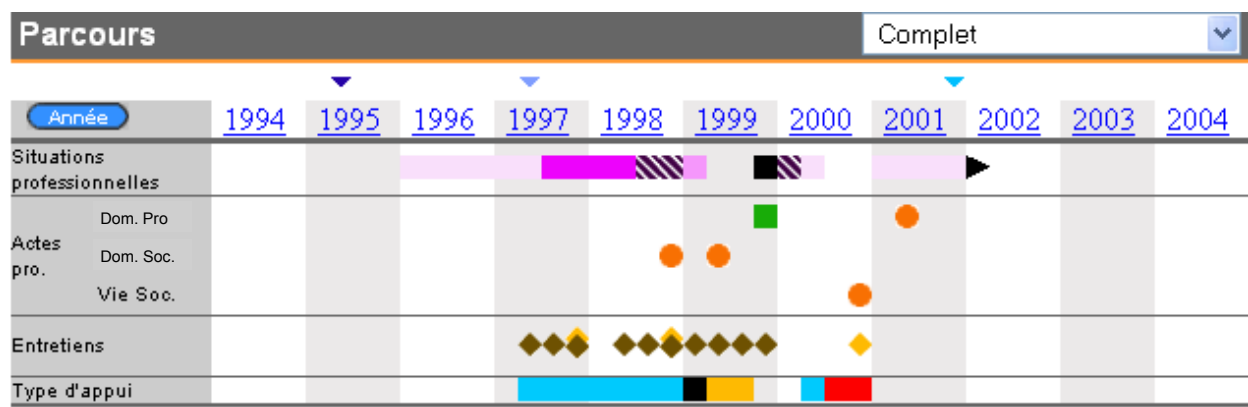 Parcours Complet
Année 1994 1995 1996 1997 1998 1999 2000 2001 2002 2003 2004
Situations
professionnelles
Dom. Pro
Actes
pro.
Dom. Soc.
Vie Soc.
Entretiens
Type d'appui